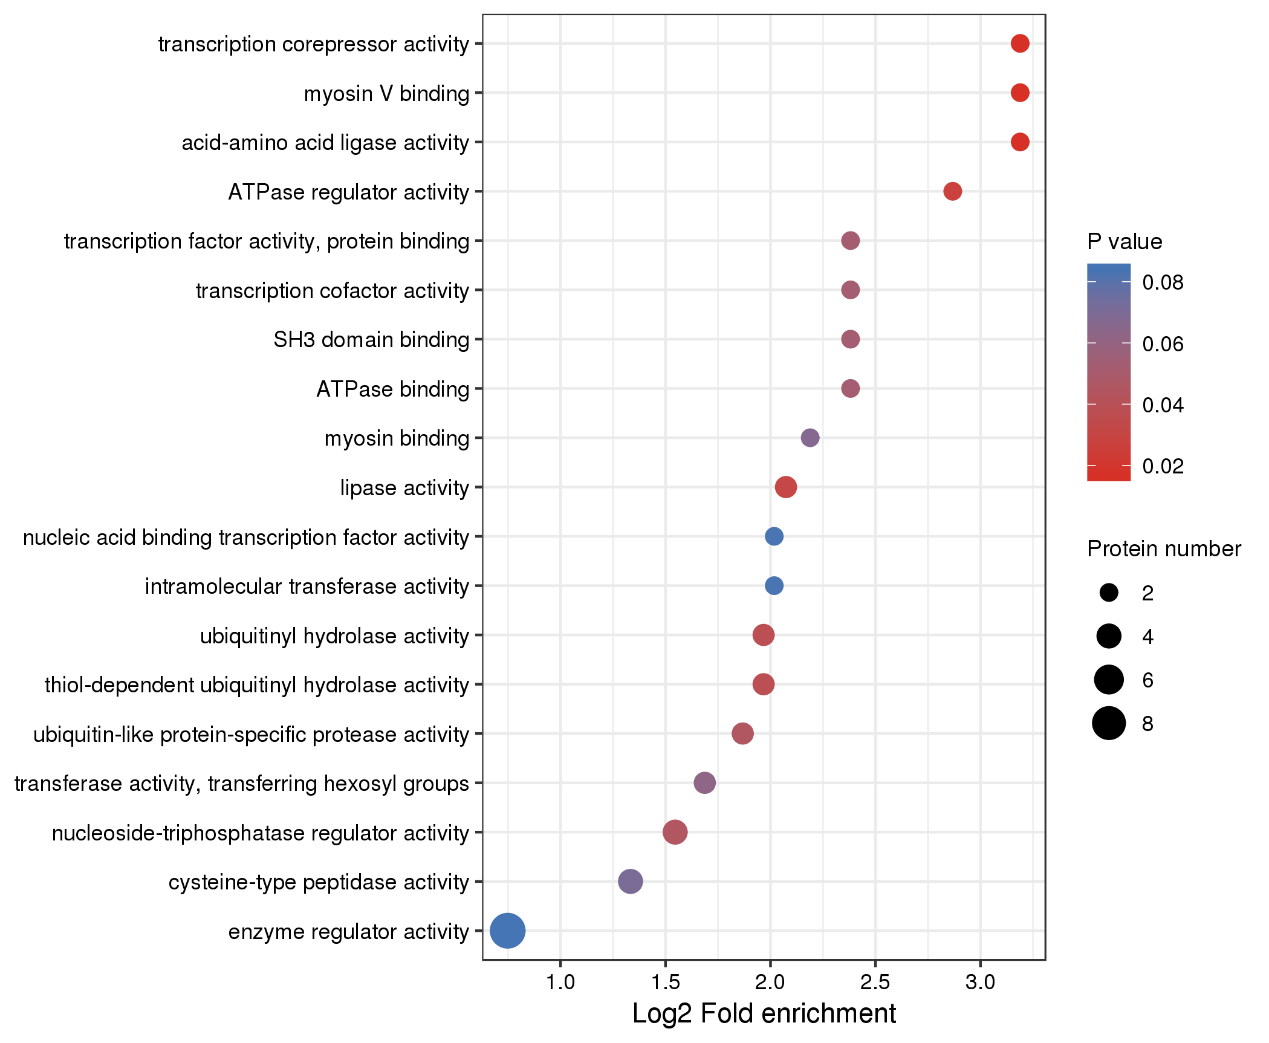 transcription corepressor activity
myosin V binding
acid-amino acid ligase activity
ATPase regulator activity
transcription factor activity, protein binding
transcription cofactor activity
SH3 domain binding
ATPase binding
myosin binding
lipase activity
nucleic acid binding transcription factor activity
intramolecular transferase activity
ubiquitinyl hydrolase activity
thiol-dependent ubiquitinyl hydrolase activity
ubiquitin-like protein-specific protease activity
transferase activity, transferring hexosyl groups
nucleoside-triphosphatase regulator activity
cysteine-type peptidase activity
enzyme regulator activity
1.0 1.5 2.0 2.5 3.0
Log2 Fold enrichment
P value
0.08
0.06
0.04
0.02
Protein number
2
4
6
8